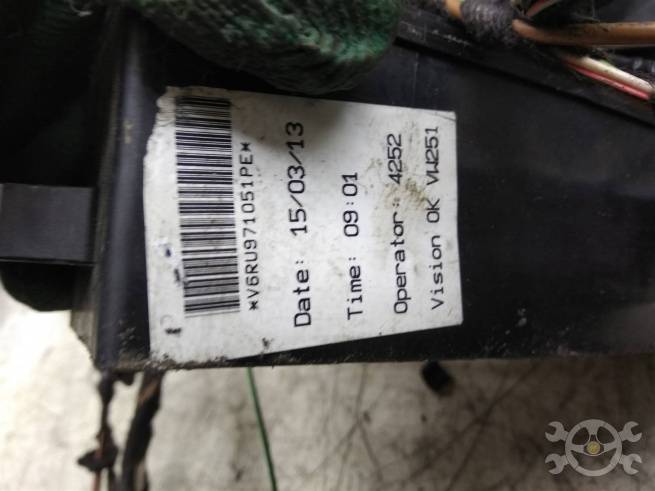 *V6RU971051PE*
Date: 15/03/13
Time: 09:01
Operator: 4252
Vision OK VW251